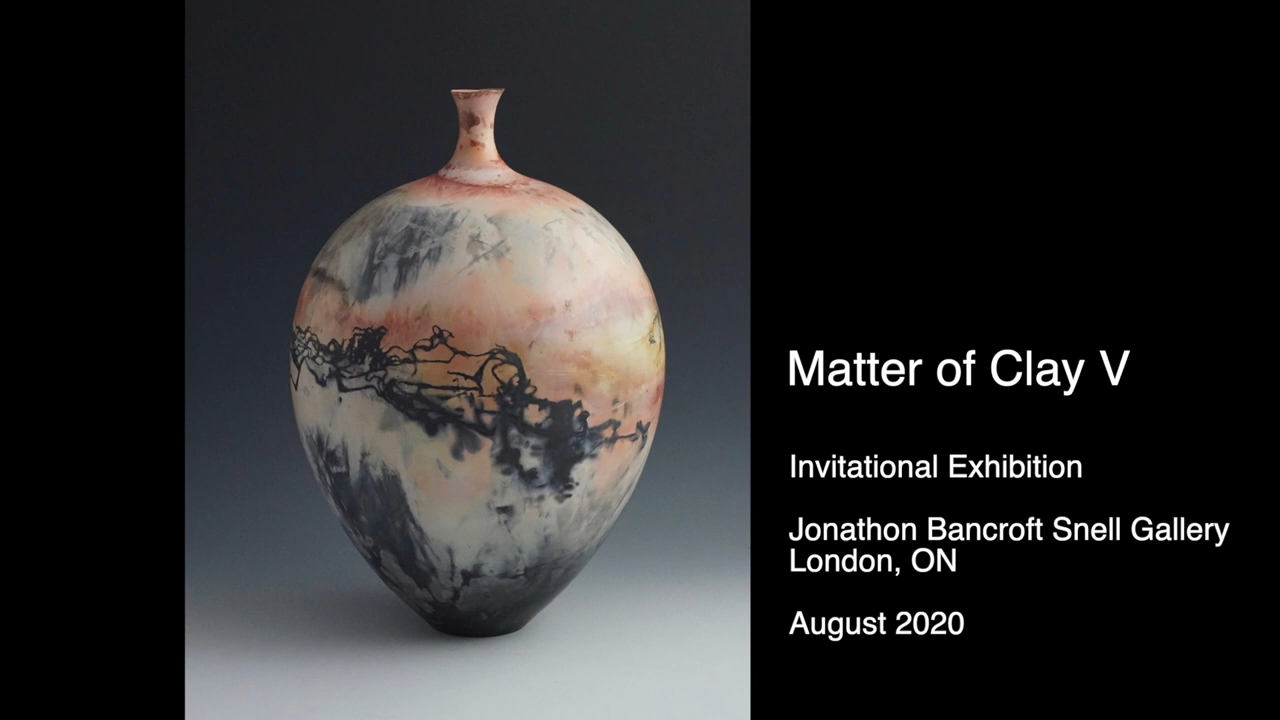 Matter of Clay V
Invitational Exhibition
Jonathon Bancroft Snell Gallery
London, ON
August 2020